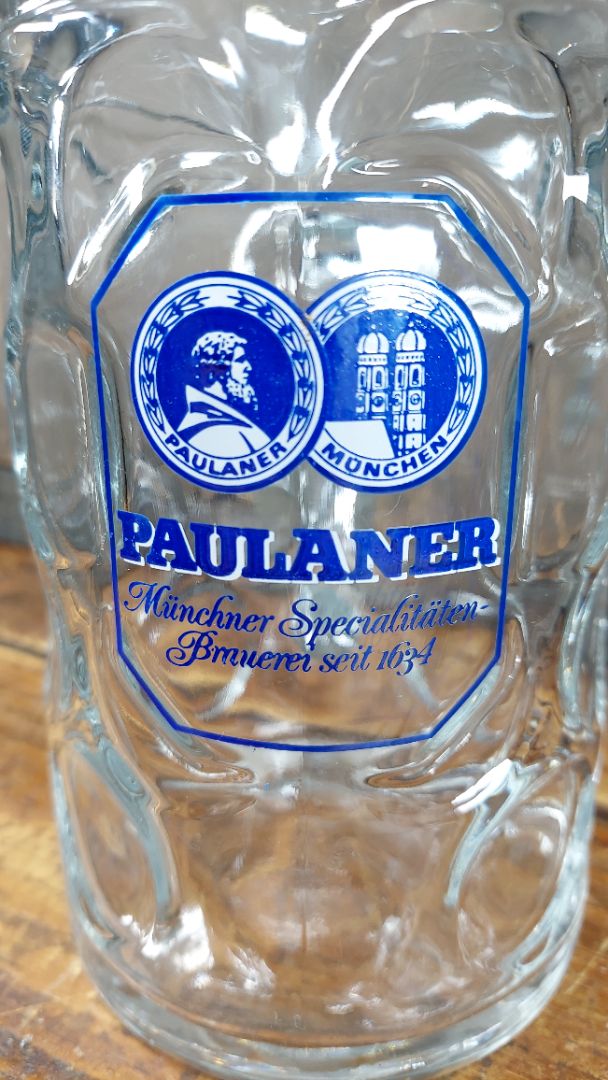 PAULANER
MÜNCHEN
PAULANER
Münchner Specialitäten-
Brauerei seit 1634